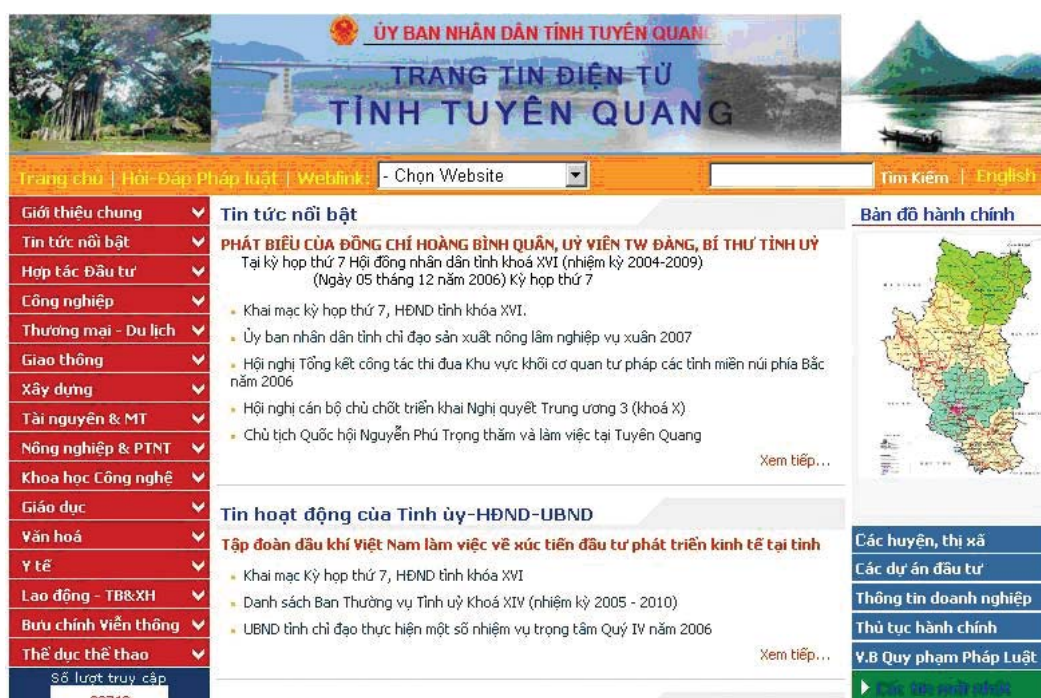 ỦY BAN NHÂN DÂN TỈNH TUYÊN QUANG
TRANG TIN ĐIỆN TỬ
TỈNH TUYÊN QUANG
Trang chủ | Hỏi-Đáp Pháp luật | Weblink: - Chọn Website Tìm Kiếm | English
Giới thiệu chung
Tin tức nổi bật
Hợp tác Đầu tư
Công nghiệp
Thương mại - Du lịch
Giao thông
Xây dựng
Tài nguyên & MT
Nông nghiệp & PTNT
Khoa học Công nghệ
Giáo dục
Văn hoá
Y tế
Lao động - TB&XH
Bưu chính Viễn thông
Thể dục thể thao
Số lượt truy cập
Tin tức nổi bật
PHÁT BIỂU CỦA ĐỒNG CHÍ HOÀNG BÌNH QUÂN, UỶ VIÊN TW ĐẢNG, BÍ THƯ TỈNH UỶ
Tại kỳ họp thứ 7 Hội đồng nhân dân tỉnh khoá XVI (nhiệm kỳ 2004-2009)
(Ngày 05 tháng 12 năm 2006) Kỳ họp thứ 7
Khai mạc kỳ họp thứ 7, HĐND tỉnh khóa XVI.
Ủy ban nhân dân tỉnh chỉ đạo sản xuất nông lâm nghiệp vụ xuân 2007
Hội nghị Tổng kết công tác thi đua Khu vực khối cơ quan tư pháp các tỉnh miền núi phía Bắc
năm 2006
Hội nghị cán bộ chủ chốt triển khai Nghị quyết Trung ương 3 (khoá X)
Chủ tịch Quốc hội Nguyễn Phú Trọng thăm và làm việc tại Tuyên Quang
Xem tiếp...
Tin hoạt động của Tỉnh ủy-HĐND-UBND
Tập đoàn dầu khí Việt Nam làm việc về xúc tiến đầu tư phát triển kinh tế tại tỉnh
Khai mạc Kỳ họp thứ 7, HĐND tỉnh khóa XVI
Danh sách Ban Thường vụ Tỉnh uỷ Khoá XIV (nhiệm kỳ 2005 - 2010)
UBND tỉnh chỉ đạo thực hiện một số nhiệm vụ trọng tâm Quý IV năm 2006
Xem tiếp...
Bản đồ hành chính
Các huyện, thị xã
Các dự án đầu tư
Thông tin doanh nghiệp
Thủ tục hành chính
V.B Quy phạm Pháp Luật